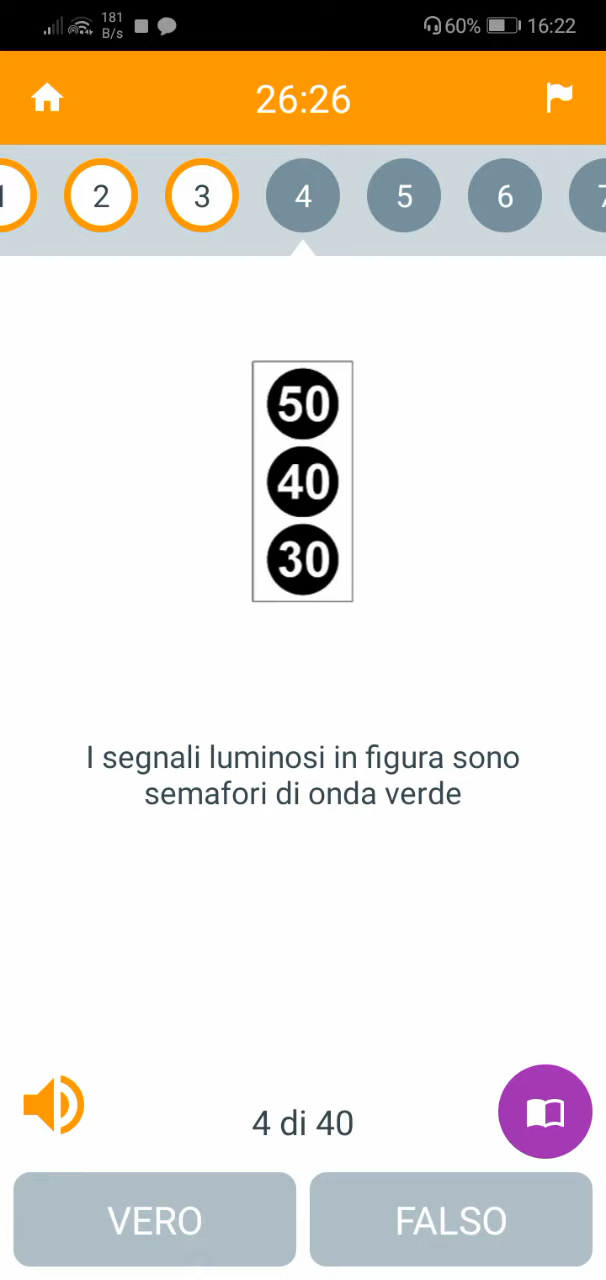 181
B/s
60% 16:22
26:26
1 2 3 4 5 6 7
50
40
30
I segnali luminosi in figura sono
semafori di onda verde
4 di 40
VERO FALSO